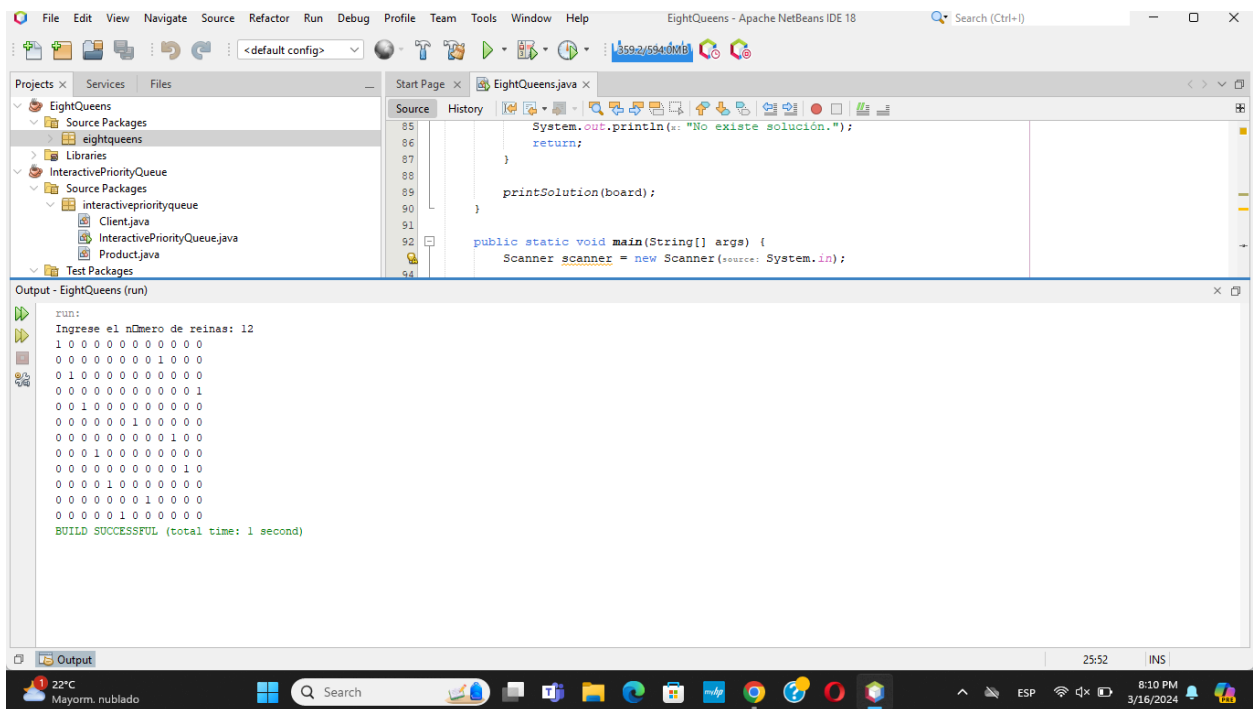 File Edit View Navigate Source Refactor Run Debug Profile Team Tools Window Help EightQueens - Apache NetBeans IDE 18 Search (Ctrl+I)
<default config> 359.2/594.0MB
Projects Services Files Start Page EightQueens.java
EightQueens
Source Packages
eightqueens
Libraries
InteractivePriorityQueue
Source Packages
interactivepriorityqueue
Client.java
InteractivePriorityQueue.java
Product.java
Test Packages
Source History
85 System.out.println(x: "No existe solución.");
86 return;
87 }
88
89 printSolution(board);
90 }
91
92 public static void main(String[] args) {
Scanner scanner = new Scanner(source: System.in);
94
Output - EightQueens (run)
run:
Ingrese el n□mero de reinas: 12
1 0 0 0 0 0 0 0 0 0 0 0
0 0 0 0 0 0 0 0 1 0 0 0
0 1 0 0 0 0 0 0 0 0 0 0
0 0 0 0 0 0 0 0 0 0 0 1
0 0 1 0 0 0 0 0 0 0 0 0
0 0 0 0 0 0 1 0 0 0 0 0
0 0 0 0 0 0 0 0 0 1 0 0
0 0 0 1 0 0 0 0 0 0 0 0
0 0 0 0 0 0 0 0 0 0 1 0
0 0 0 0 1 0 0 0 0 0 0 0
0 0 0 0 0 0 0 1 0 0 0 0
0 0 0 0 0 1 0 0 0 0 0 0
BUILD SUCCESSFUL (total time: 1 second)
Output 25:52 INS
1 22°C
Mayorm. nublado
Search
myhp
ESP
8:10 PM
3/16/2024
PRE